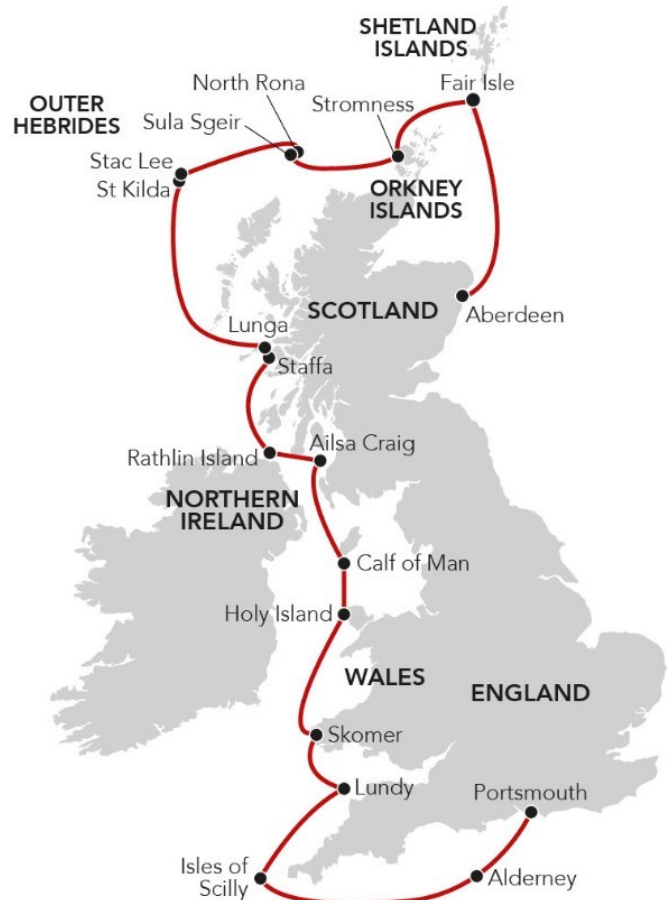 SHETLAND
ISLANDS
North Rona
Fair Isle
OUTER
HEBRIDES
Stromness
Sula Sgeir
Stac Lee
St Kilda
ORKNEY
ISLANDS
SCOTLAND
Aberdeen
Lunga
Staffa
Ailsa Craig
Rathlin Island
NORTHERN
IRELAND
Calf of Man
Holy Island
WALES
ENGLAND
Skomer
Lundy
Portsmouth
Isles of
Scilly
Alderney